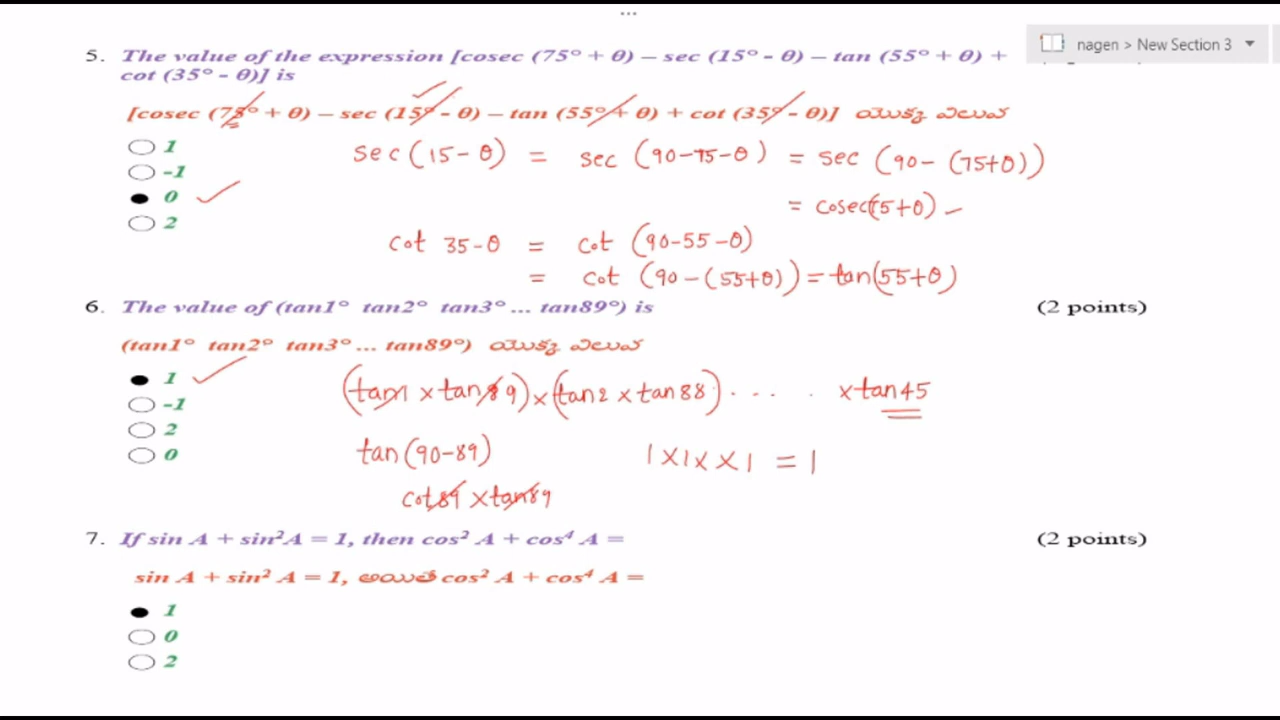 ...
nagen > New Section 3
5. The value of the expression [cosec (75° + θ) – sec (15° - θ) – tan (55° + θ) +
cot (35° - θ)] is
[cosec (75° + θ) – sec (15° - θ) – tan (55° + θ) + cot (35° - θ)] యొక్క విలువ
1
-1
0
2
sec (15-θ) = sec (90-75-θ) = sec (90-(75+θ))
= cosec(75+θ)
cot 35-θ = cot (90-55-θ)
= cot (90-(55+θ)) = tan(55+θ)
6. The value of (tan1° tan2° tan3° ... tan89°) is (2 points)
(tan1° tan2° tan3° ... tan89°) యొక్క విలువ
1
-1
2
0
(tan1 × tan89) × (tan2 × tan88) . . . . × tan45
tan(90-89)
1×1××1 = 1
cot89 × tan89
7. If sin A + sin²A = 1, then cos² A + cos⁴ A = (2 points)
sin A + sin² A = 1, అయితే cos² A + cos⁴ A =
1
0
2